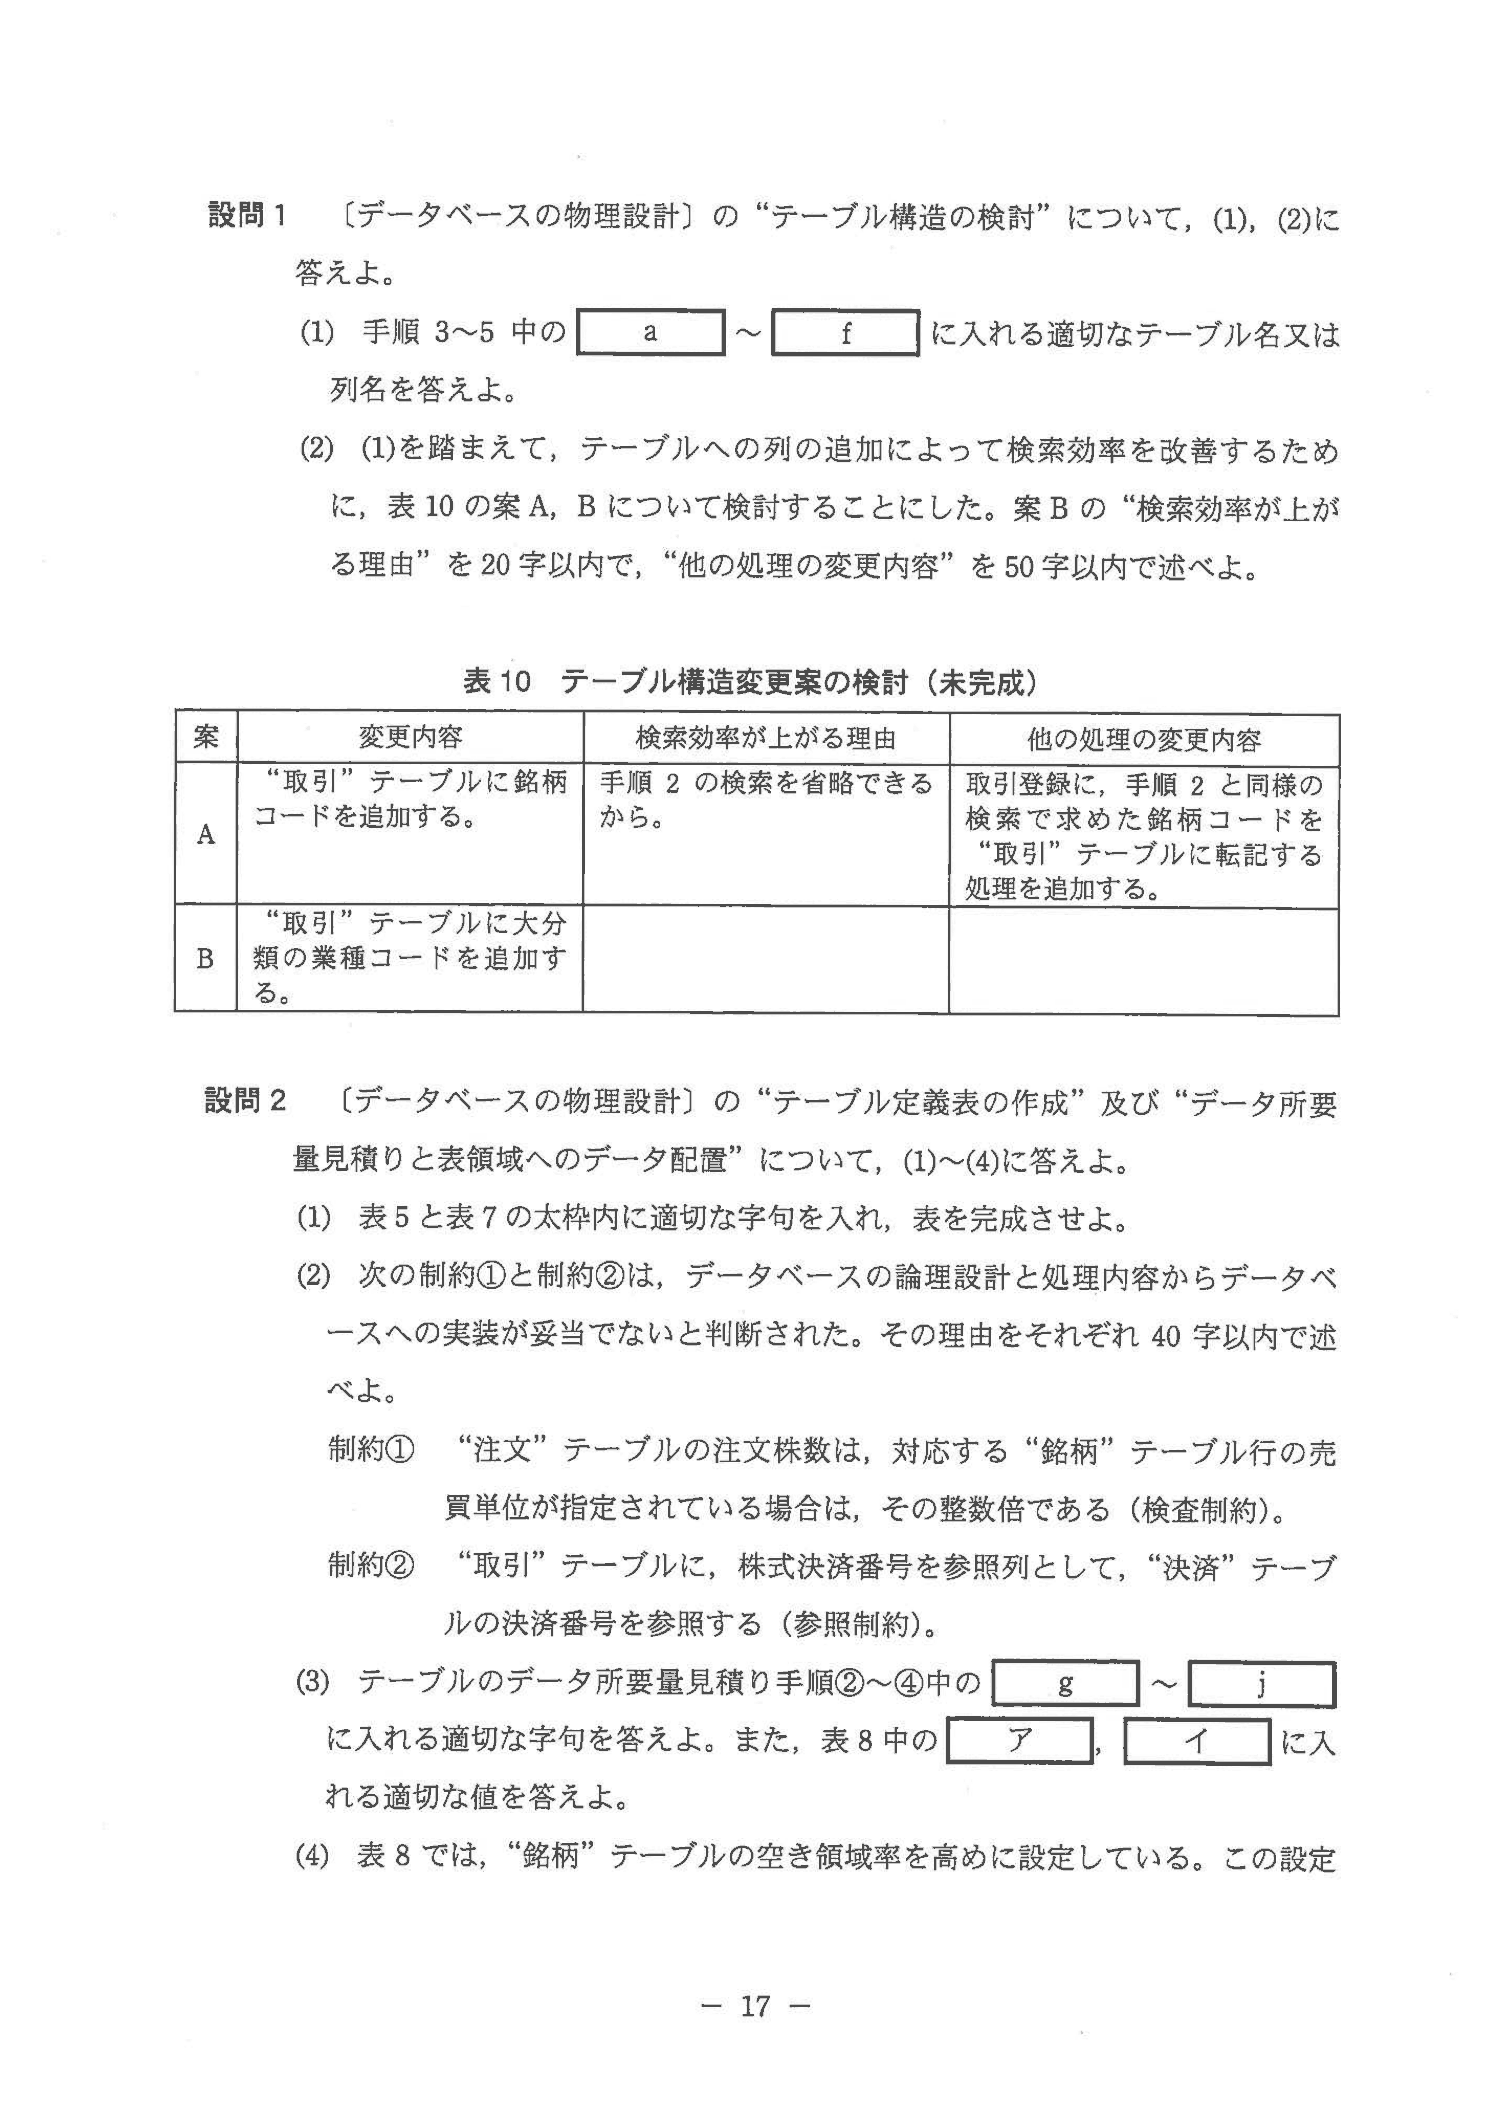 設問1 〔データベースの物理設計〕の“テーブル構造の検討”について，(1)，(2)に
答えよ。
(1) 手順 3～5 中の a ～ f に入れる適切なテーブル名又は
列名を答えよ。
(2) (1)を踏まえて，テーブルへの列の追加によって検索効率を改善するため
に，表 10 の案 A，B について検討することにした。案 B の“検索効率が上が
る理由”を 20 字以内で，“他の処理の変更内容”を 50 字以内で述べよ。
表 10 テーブル構造変更案の検討（未完成）
案 変更内容 検索効率が上がる理由 他の処理の変更内容
A
“取引”テーブルに銘柄
コードを追加する。
手順 2 の検索を省略できる
から。
取引登録に，手順 2 と同様の
検索で求めた銘柄コードを
“取引”テーブルに転記する
処理を追加する。
B
“取引”テーブルに大分
類の業種コードを追加す
る。
設問2 〔データベースの物理設計〕の“テーブル定義表の作成”及び“データ所要
量見積りと表領域へのデータ配置”について，(1)～(4)に答えよ。
(1) 表 5 と表 7 の太枠内に適切な字句を入れ，表を完成させよ。
(2) 次の制約①と制約②は，データベースの論理設計と処理内容からデータベ
ースへの実装が妥当でないと判断された。その理由をそれぞれ 40 字以内で述
べよ。
制約① “注文”テーブルの注文株数は，対応する“銘柄”テーブル行の売
買単位が指定されている場合は，その整数倍である（検査制約）。
制約② “取引”テーブルに，株式決済番号を参照列として，“決済”テーブ
ルの決済番号を参照する（参照制約）。
(3) テーブルのデータ所要量見積り手順②～④中の g ～ j
に入れる適切な字句を答えよ。また，表 8 中の ア ， イ に入
れる適切な値を答えよ。
(4) 表 8 では，“銘柄”テーブルの空き領域率を高めに設定している。この設定
－ 17 －